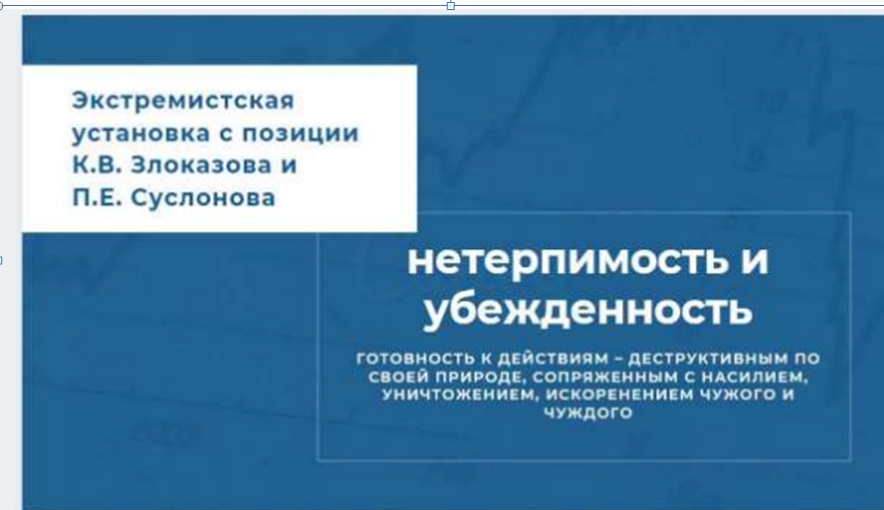 Экстремистская
установка с позиции
К.В. Злоказова и
П.Е. Суслонова
нетерпимость и
убежденность
ГОТОВНОСТЬ К ДЕЙСТВИЯМ – ДЕСТРУКТИВНЫМ ПО
СВОЕЙ ПРИРОДЕ, СОПРЯЖЕННЫМ С НАСИЛИЕМ,
УНИЧТОЖЕНИЕМ, ИСКОРЕНЕНИЕМ ЧУЖОГО И
ЧУЖДОГО